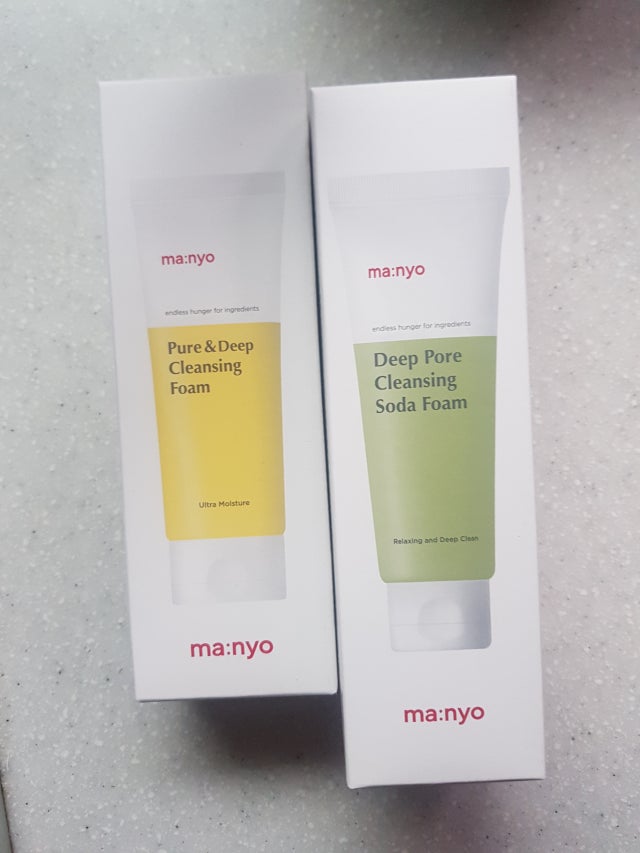 ma:nyo
endless hunger for ingredients
Pure & Deep
Cleansing
Foam
Ultra Moisture
ma:nyo
ma:nyo
endless hunger for ingredients
Deep Pore
Cleansing
Soda Foam
Relaxing and Deep Clean
ma:nyo